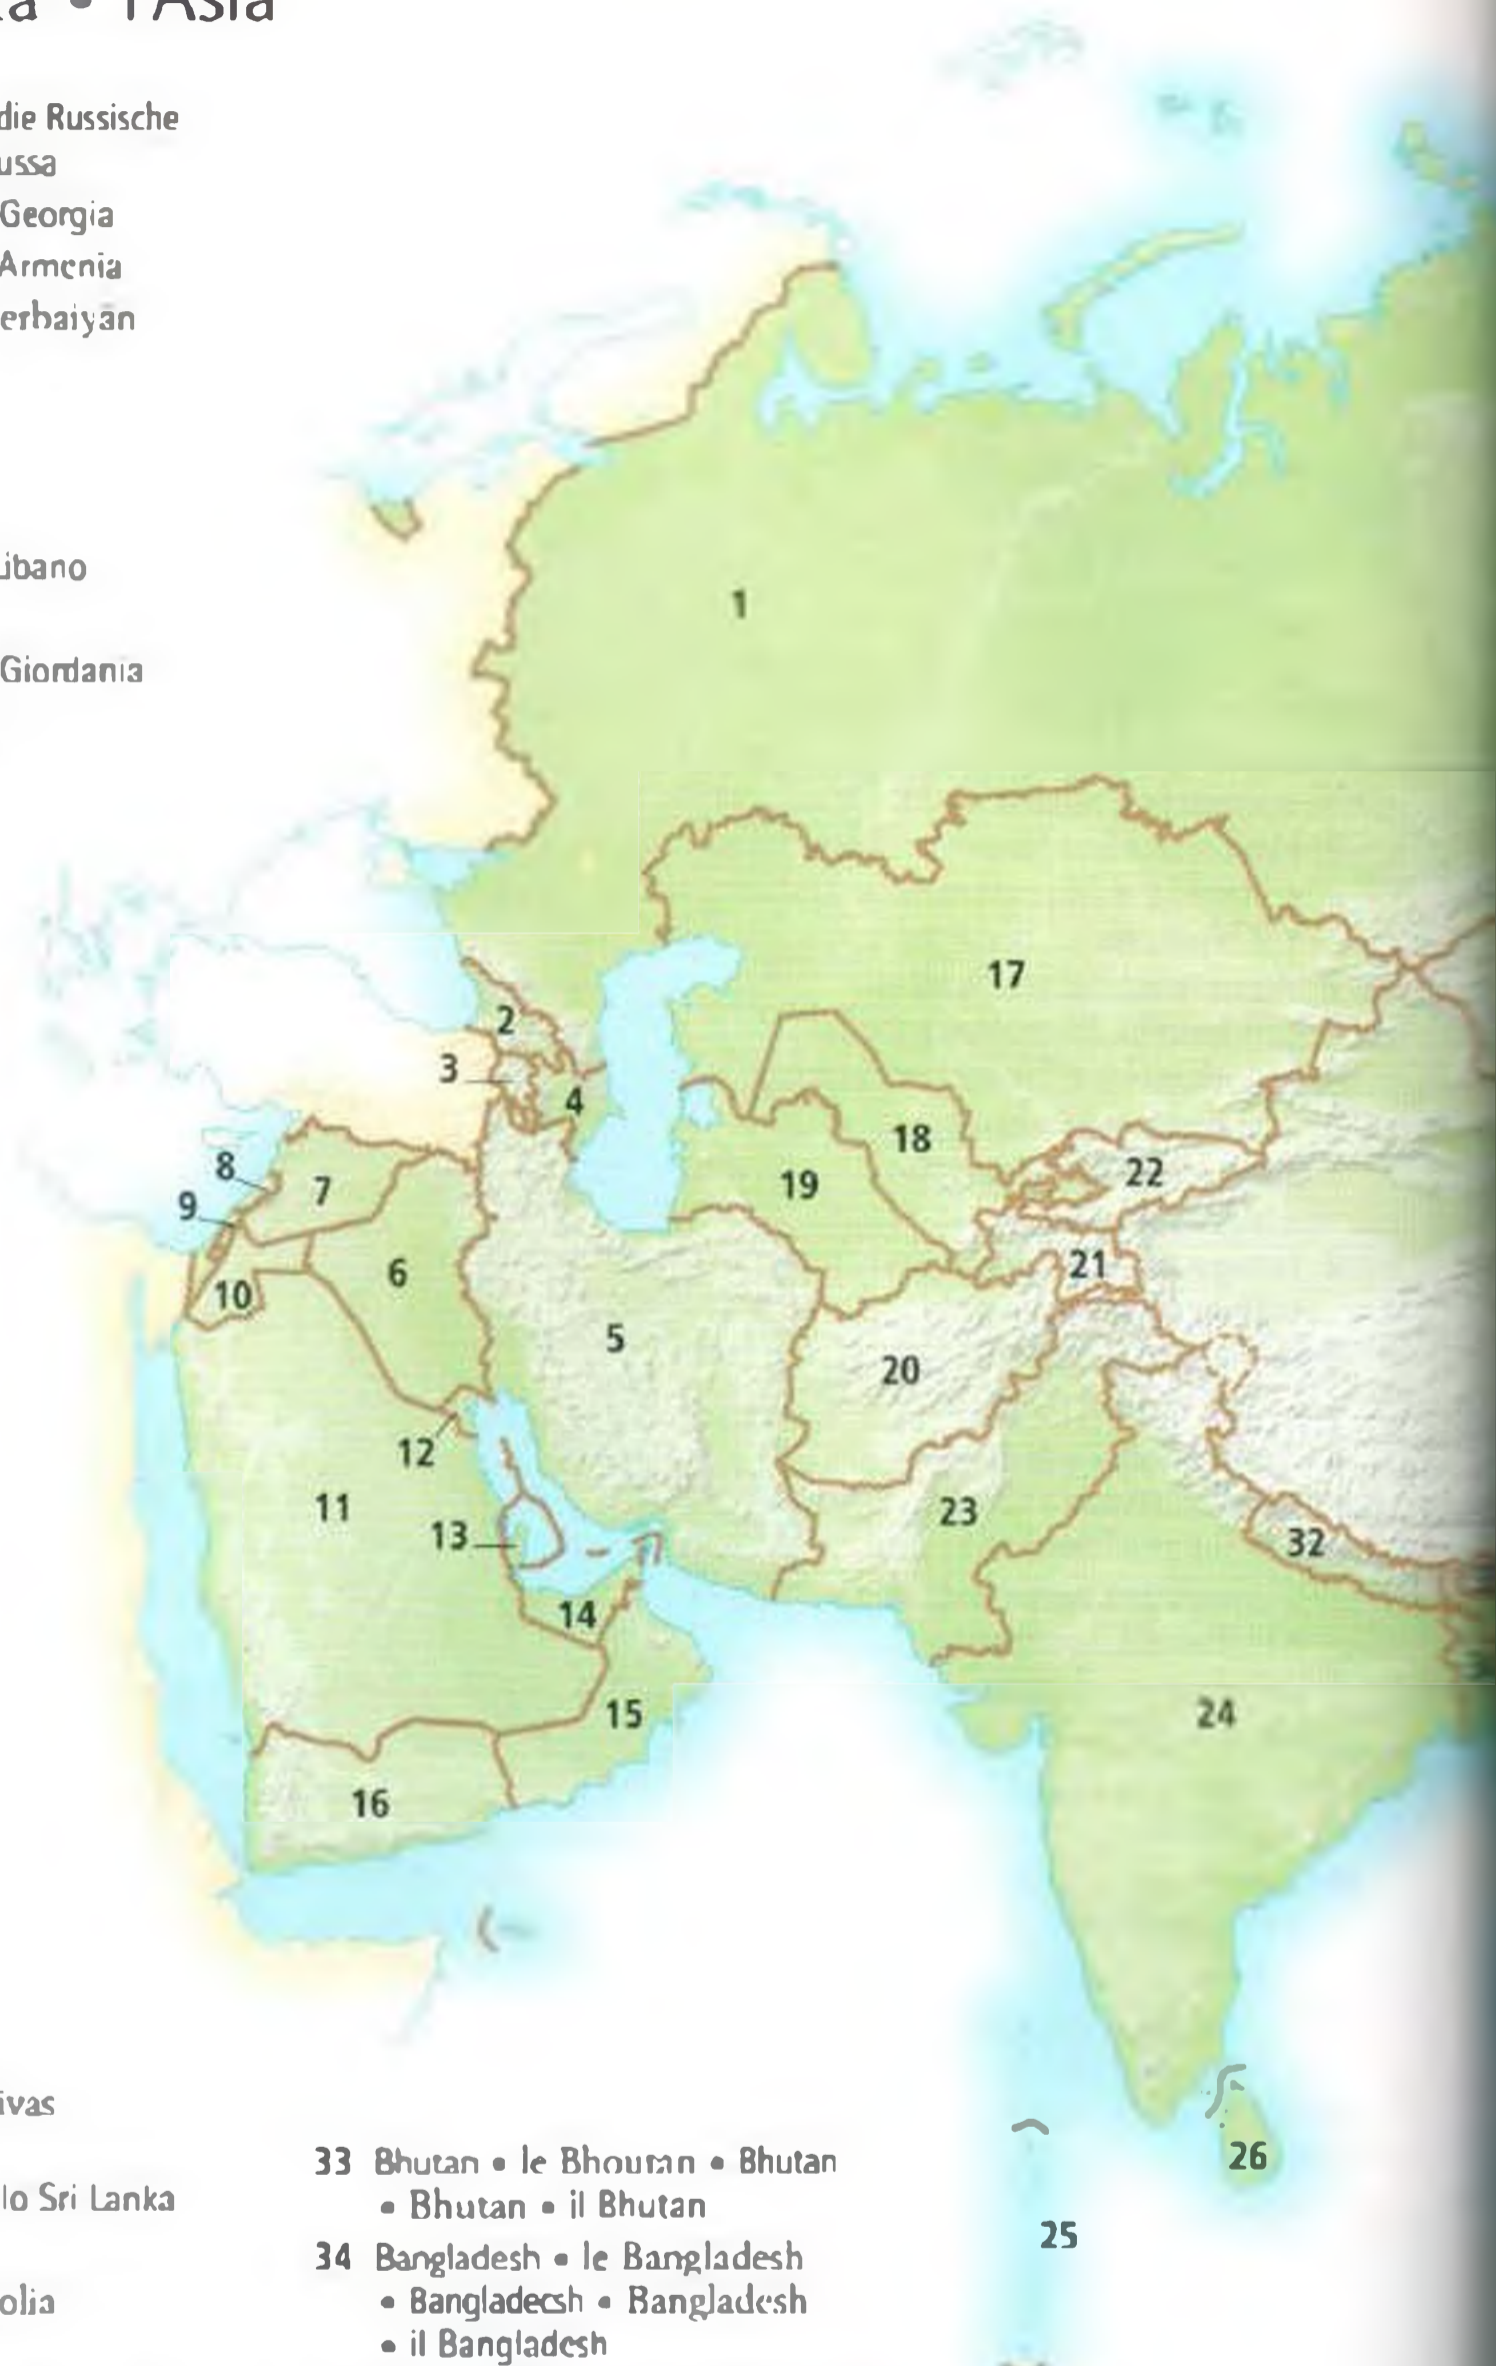 l'Asia
die Russische
ussa
Georgia
Armenia
erbaiyān
ibano
Giordania
1
17
2
3
4
18
8
7
19
22
9
6
21
10
5
20
12
11
13
23
32
14
15
24
16
ivas
33 Bhutan • le Bhoutan • Bhutan
• Bhutan • il Bhutan
26
lo Sri Lanka
25
34 Bangladesh • le Bangladesh
• Bangladesh • Bangladesh
olia
• il Bangladesh